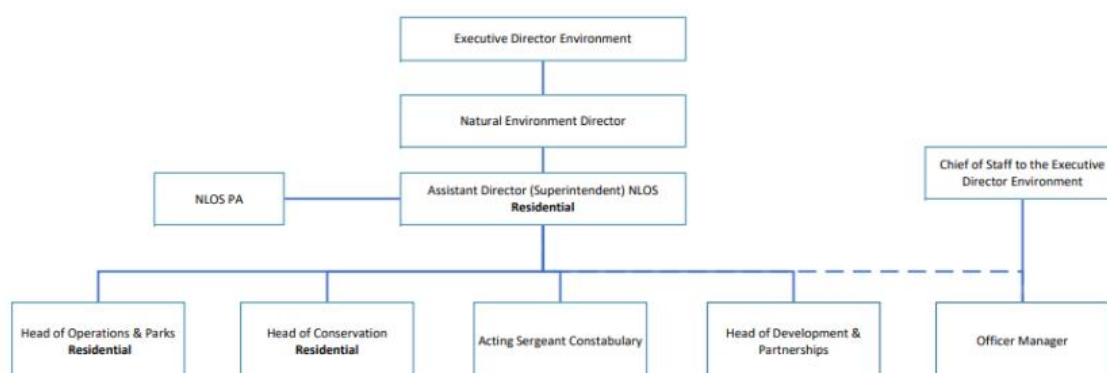 Executive Director Environment
Natural Environment Director
Chief of Staff to the Executive
Director Environment
NLOS PA
Assistant Director (Superintendent) NLOS
Residential
Head of Operations & Parks
Residential
Head of Conservation
Residential
Acting Sergeant Constabulary
Head of Development &
Partnerships
Officer Manager